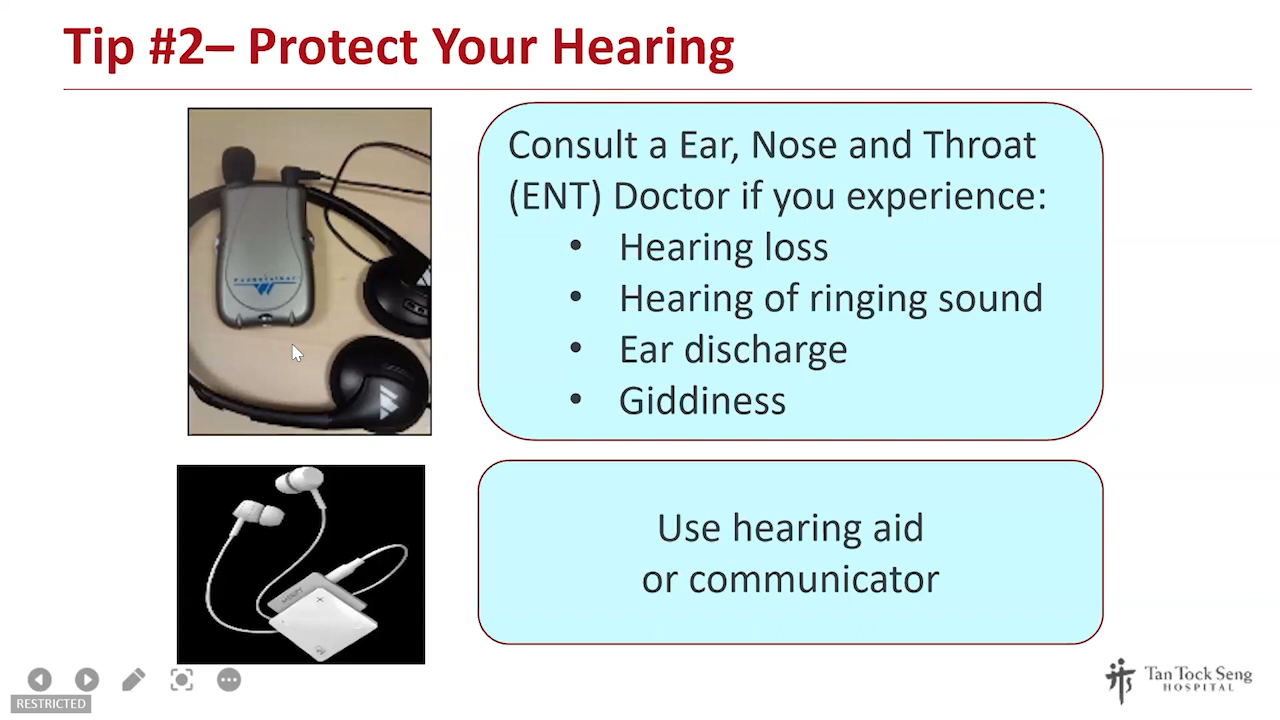 Tip #2– Protect Your Hearing
Consult a Ear, Nose and Throat
(ENT) Doctor if you experience:
• Hearing loss
• Hearing of ringing sound
• Ear discharge
• Giddiness
Use hearing aid
or communicator
Tan Tock Seng
HOSPITAL
RESTRICTED